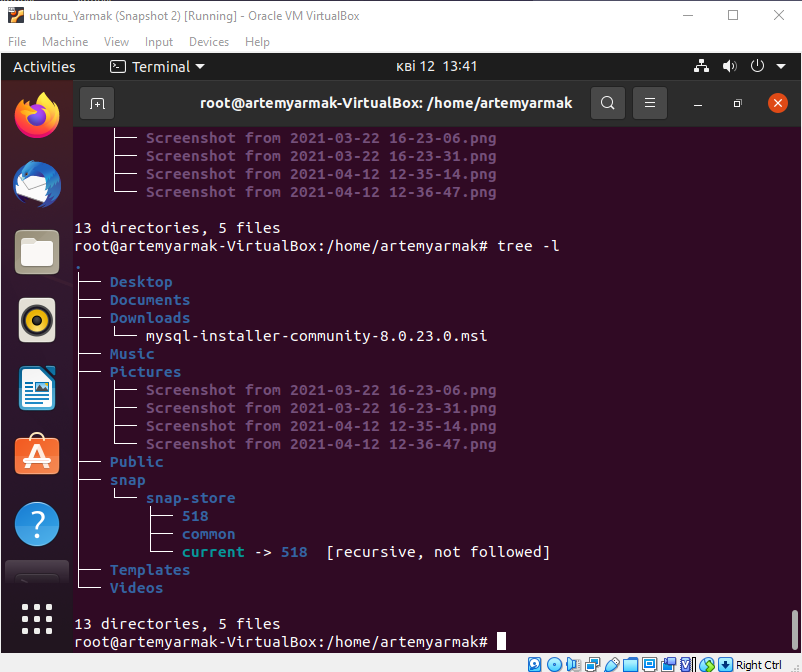 ubuntu_Yarmak (Snapshot 2) [Running] - Oracle VM VirtualBox
File Machine View Input Devices Help
Activities Terminal кві 12 13:41
root@artemyarmak-VirtualBox: /home/artemyarmak
├── Screenshot from 2021-03-22 16-23-06.png
├── Screenshot from 2021-03-22 16-23-31.png
├── Screenshot from 2021-04-12 12-35-14.png
└── Screenshot from 2021-04-12 12-36-47.png
13 directories, 5 files
root@artemyarmak-VirtualBox:/home/artemyarmak# tree -l
.
├── Desktop
├── Documents
├── Downloads
│   └── mysql-installer-community-8.0.23.0.msi
├── Music
├── Pictures
│   ├── Screenshot from 2021-03-22 16-23-06.png
│   ├── Screenshot from 2021-03-22 16-23-31.png
│   ├── Screenshot from 2021-04-12 12-35-14.png
│   └── Screenshot from 2021-04-12 12-36-47.png
├── Public
├── snap
│   └── snap-store
│       ├── 518
│       ├── common
│       └── current -> 518  [recursive, not followed]
├── Templates
└── Videos
13 directories, 5 files
root@artemyarmak-VirtualBox:/home/artemyarmak#
Right Ctrl